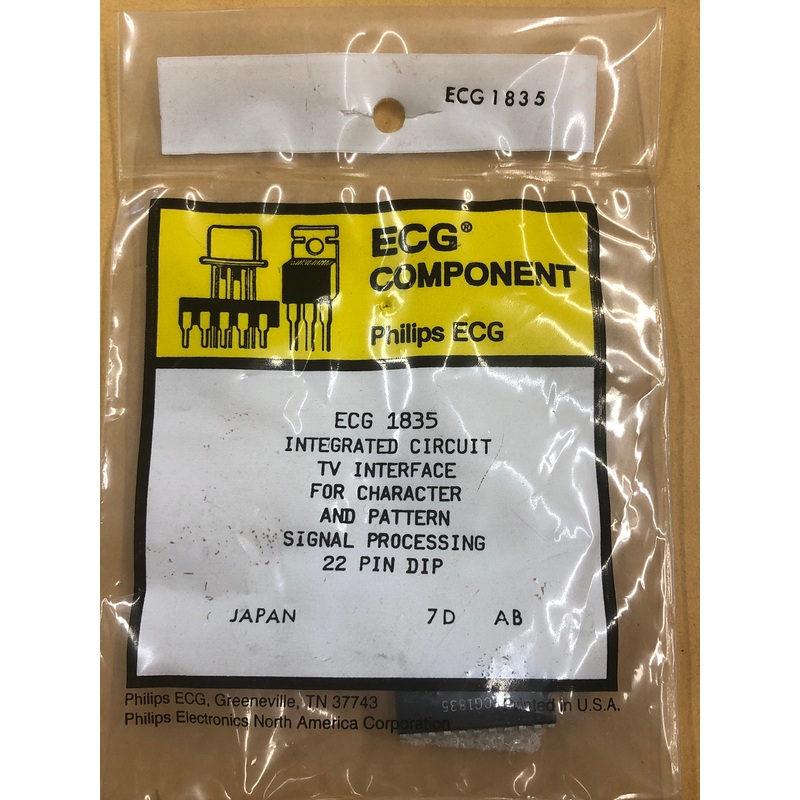 ECG 1835
ECG®
COMPONENT
Philips ECG
ECG 1835
INTEGRATED CIRCUIT
TV INTERFACE
FOR CHARACTER
AND PATTERN
SIGNAL PROCESSING
22 PIN DIP
JAPAN 7D AB
Philips ECG, Greeneville, TN 37743 Printed in U.S.A.
Philips Electronics North America Corporation
ECG1835